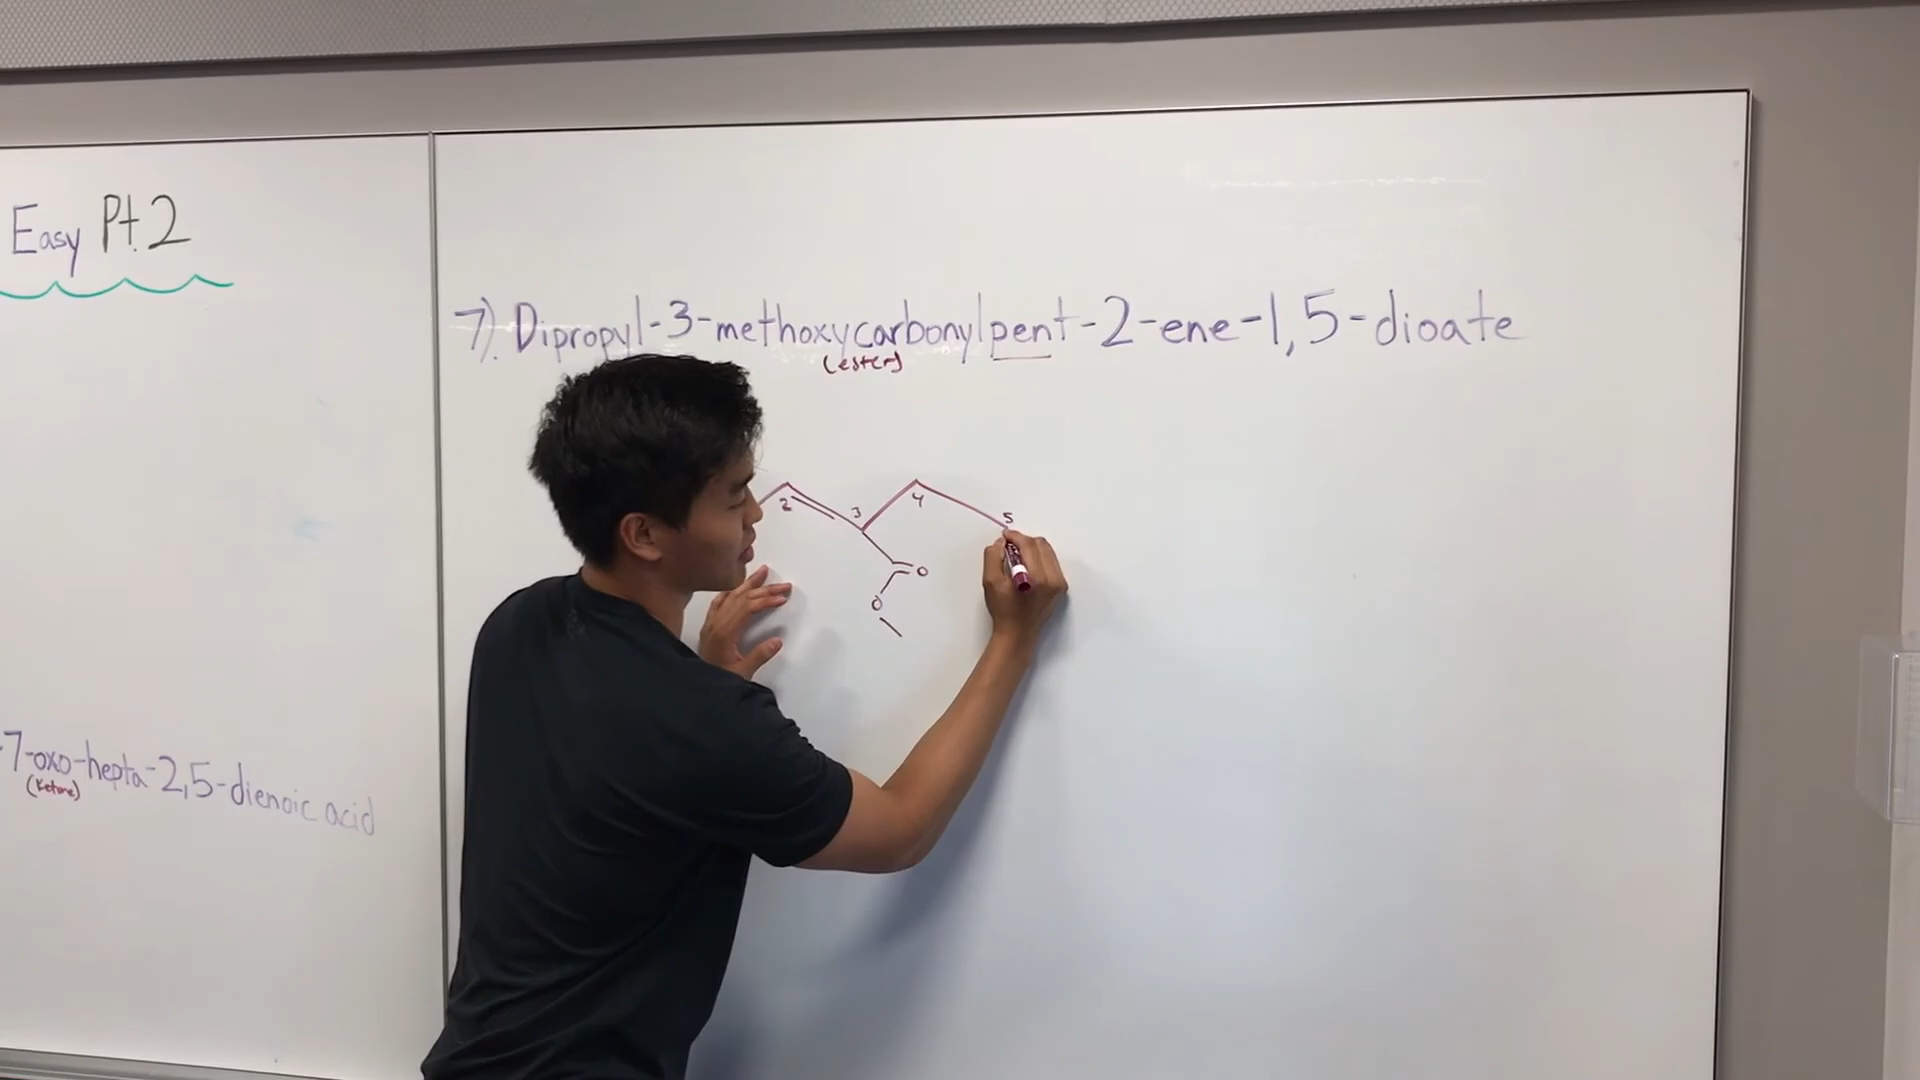 Easy Pt.2
7). Dipropyl-3-methoxycarbonylpent-2-ene-1,5-dioate
(ester)
2
3
4
5
O
O
-7-oxo-hepta-2,5-dienoic acid
(Ketone)